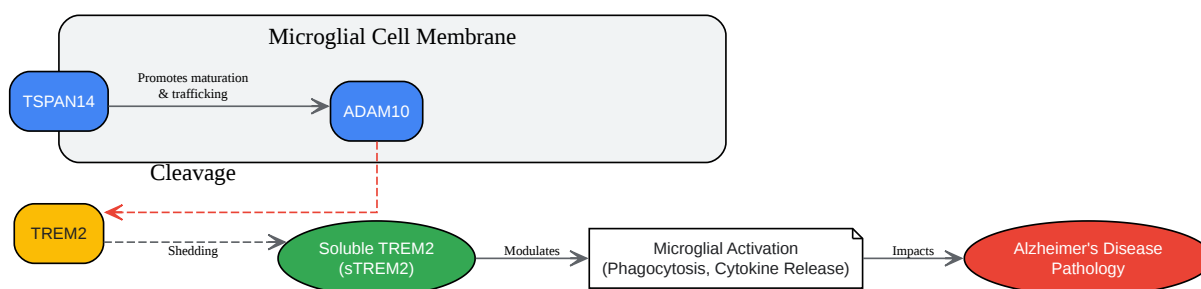 Microglial Cell Membrane
TSPAN14
Promotes maturation
& trafficking
ADAM10
Cleavage
TREM2
Shedding
Soluble TREM2
(sTREM2)
Modulates
Microglial Activation
(Phagocytosis, Cytokine Release)
Impacts
Alzheimer's Disease
Pathology